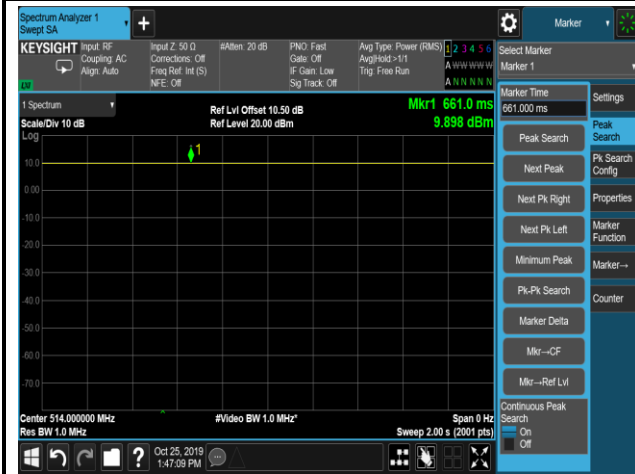 Spectrum Analyzer 1
Swept SA
+
Marker
KEYSIGHT
Input: RF
Coupling: AC
Align: Auto
Input Z: 50 Ω
Corrections: Off
Freq Ref: Int (S)
NFE: Off
#Atten: 20 dB
PNO: Fast
Gate: Off
IF Gain: Low
Sig Track: Off
Avg Type: Power (RMS)
Avg|Hold:>1/1
Trig: Free Run
1 2 3 4 5 6
A W W W W W
A N N N N N
Select Marker
Marker 1
1 Spectrum
Scale/Div 10 dB
Log
Ref Lvl Offset 10.50 dB
Ref Level 20.00 dBm
Mkr1 661.0 ms
9.898 dBm
Marker Time
661.000 ms
Settings
Peak Search
Peak
Search
Next Peak
Pk Search
Config
Next Pk Right
Properties
Next Pk Left
Marker
Function
Minimum Peak
Marker→
Pk-Pk Search
Counter
Marker Delta
Mkr→CF
Mkr→Ref Lvl
Continuous Peak
Search
On
Off
1
10.0
0.00
-10.0
-20.0
-30.0
-40.0
-50.0
-60.0
-70.0
Center 514.000000 MHz
#Video BW 1.0 MHz*
Span 0 Hz
Res BW 1.0 MHz
Sweep 2.00 s (2001 pts)
?
Oct 25, 2019
1:47:09 PM